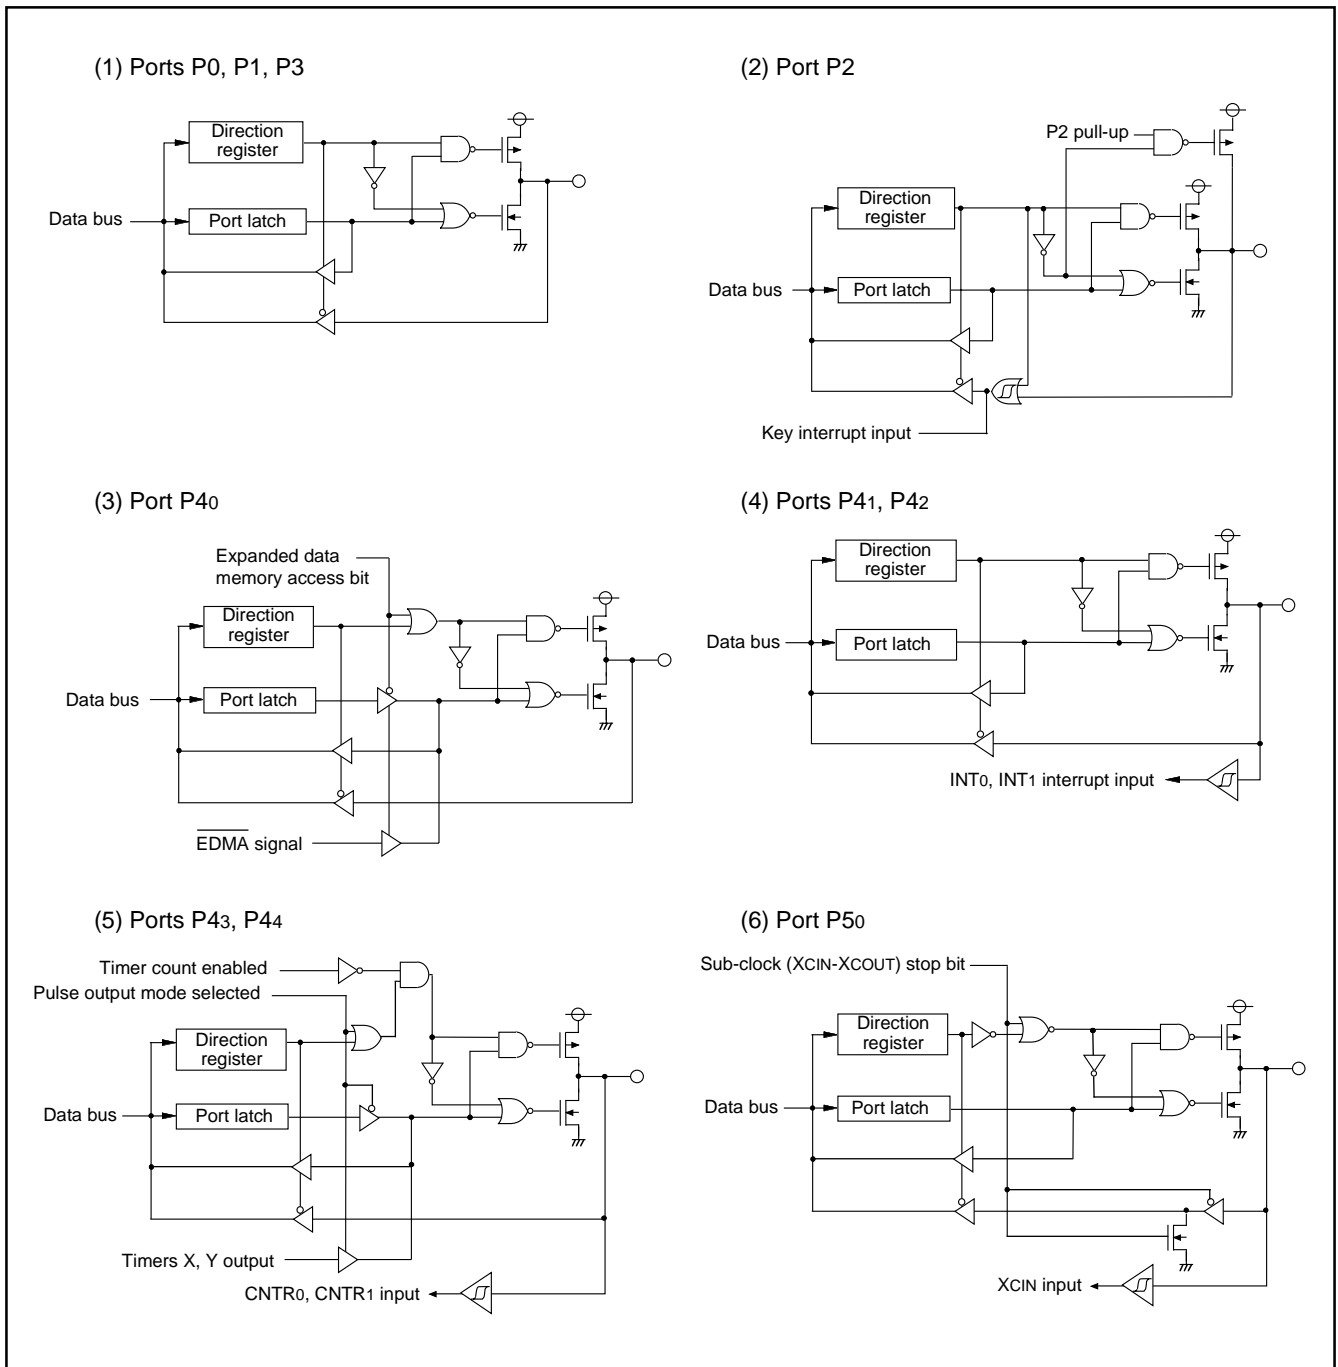 (1) Ports P0, P1, P3
Direction
register
Data bus
Port latch
(2) Port P2
P2 pull-up
Direction
register
Data bus
Port latch
Key interrupt input
(3) Port P40
Expanded data
memory access bit
Direction
register
Data bus
Port latch
EDMA signal
(4) Ports P41, P42
Direction
register
Data bus
Port latch
INT0, INT1 interrupt input
(5) Ports P43, P44
Timer count enabled
Pulse output mode selected
Direction
register
Data bus
Port latch
Timers X, Y output
CNTR0, CNTR1 input
(6) Port P50
Sub-clock (XCIN-XCOUT) stop bit
Direction
register
Data bus
Port latch
XCIN input